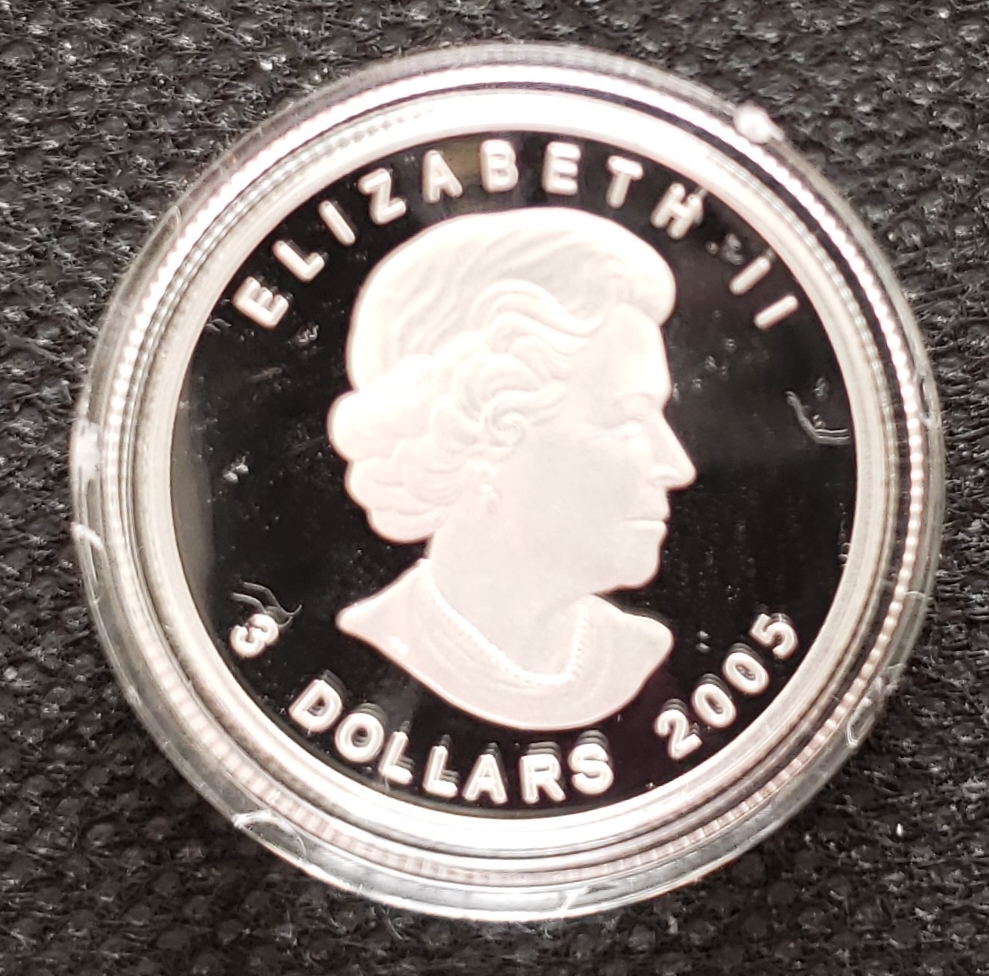 ELIZABETH II
3 DOLLARS 2005